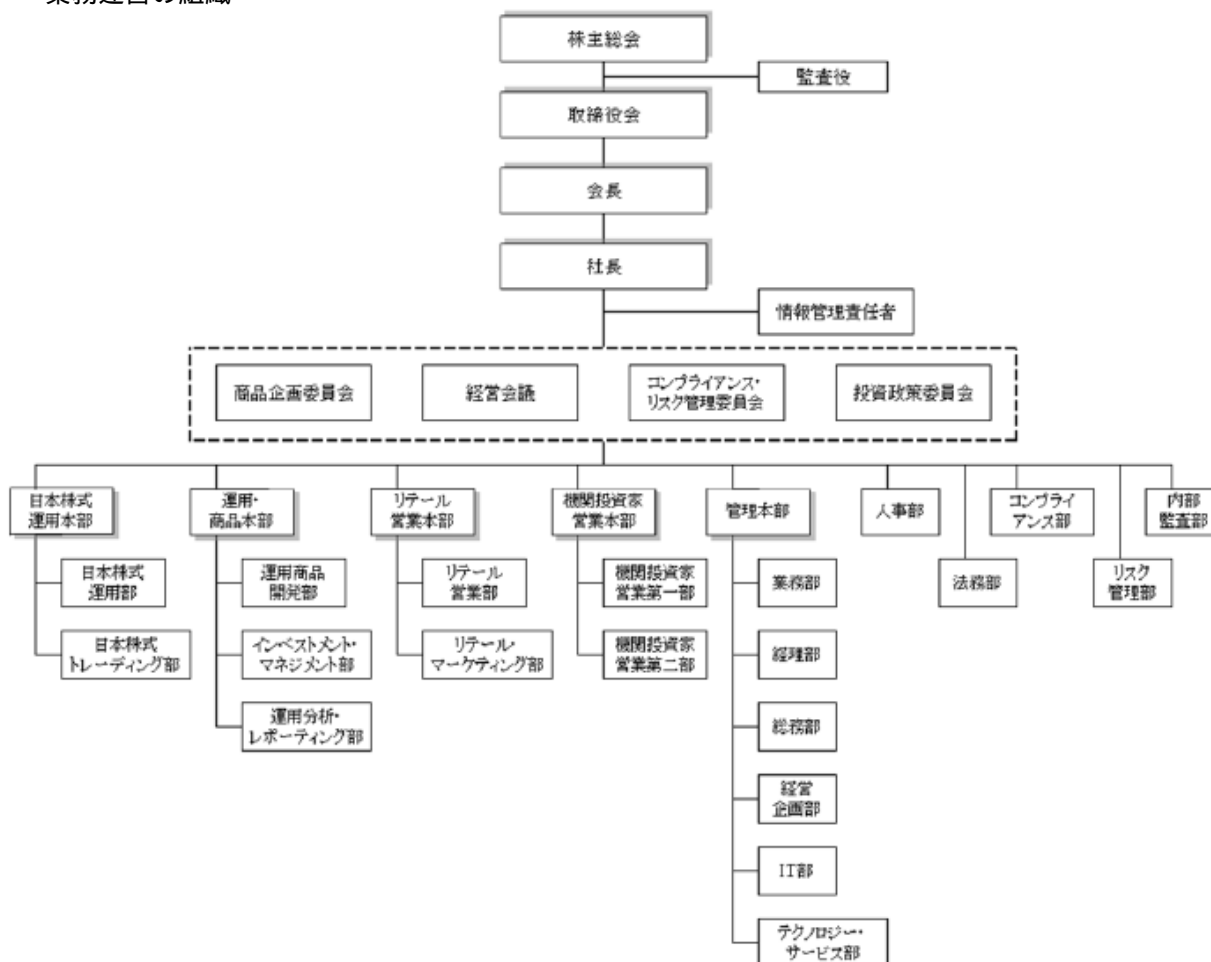 株主総会
監査役
取締役会
会長
社長
情報管理責任者
商品企画委員会
経営会議
コンプライアンス・
リスク管理委員会
投資政策委員会
日本株式
運用本部
運用・
商品本部
リテール
営業本部
機関投資家
営業本部
管理本部
人事部
コンプライ
アンス部
内部
監査部
日本株式
運用部
運用商品
開発部
リテール
営業部
機関投資家
営業第一部
業務部
法務部
リスク
管理部
日本株式
トレーディング部
インベストメント・
マネジメント部
リテール・
マーケティング部
機関投資家
営業第二部
経理部
運用分析・
レポーティング部
総務部
経営
企画部
IT部
テクノロジー・
サービス部